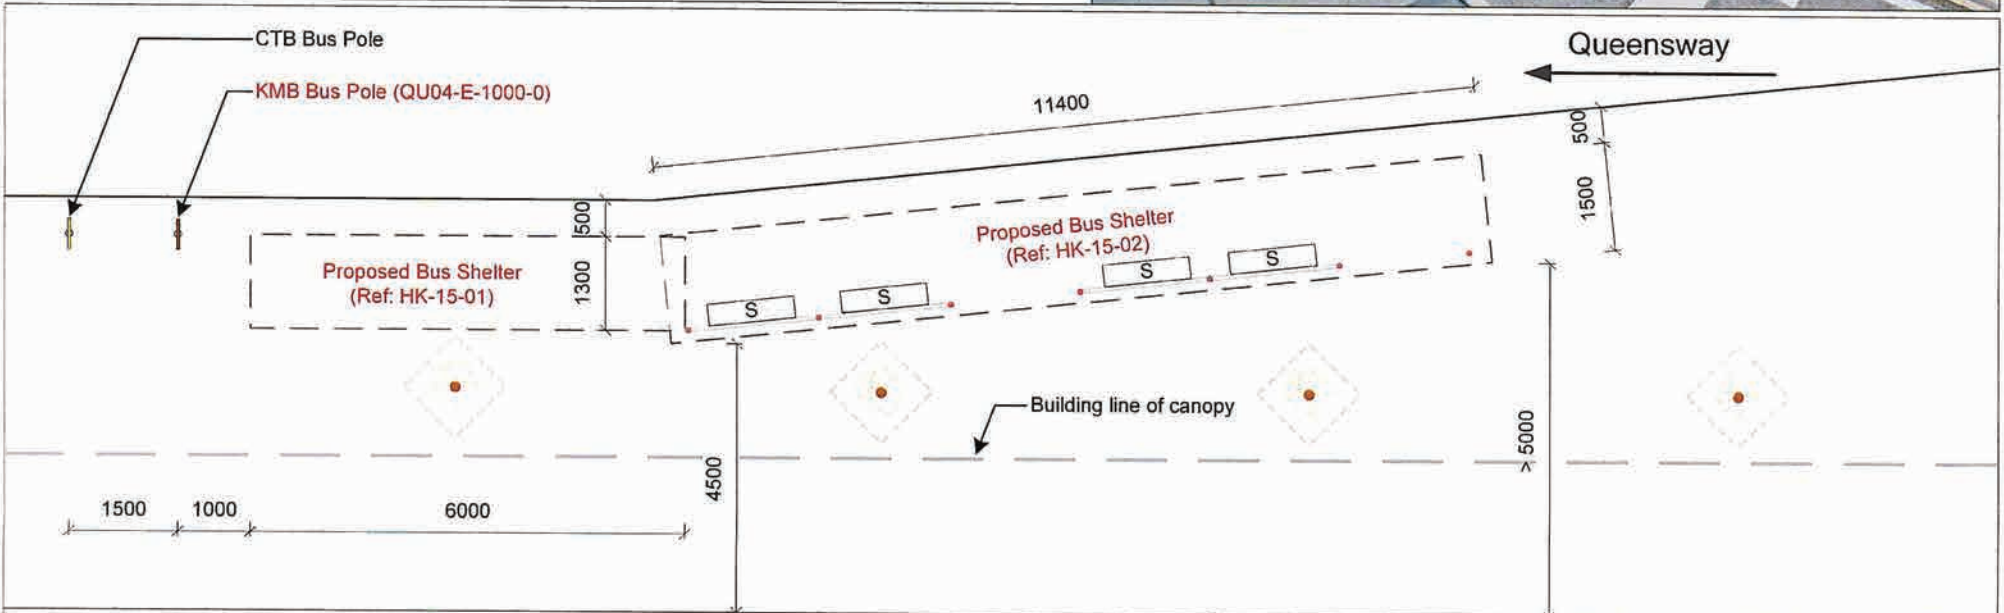 CTB Bus Pole
KMB Bus Pole (QU04-E-1000-0)
Queensway
11400
500
1500
500
1300
Proposed Bus Shelter
(Ref: HK-15-01)
Proposed Bus Shelter
(Ref: HK-15-02)
S
S
S
S
Building line of canopy
4500
>5000
1500
1000
6000